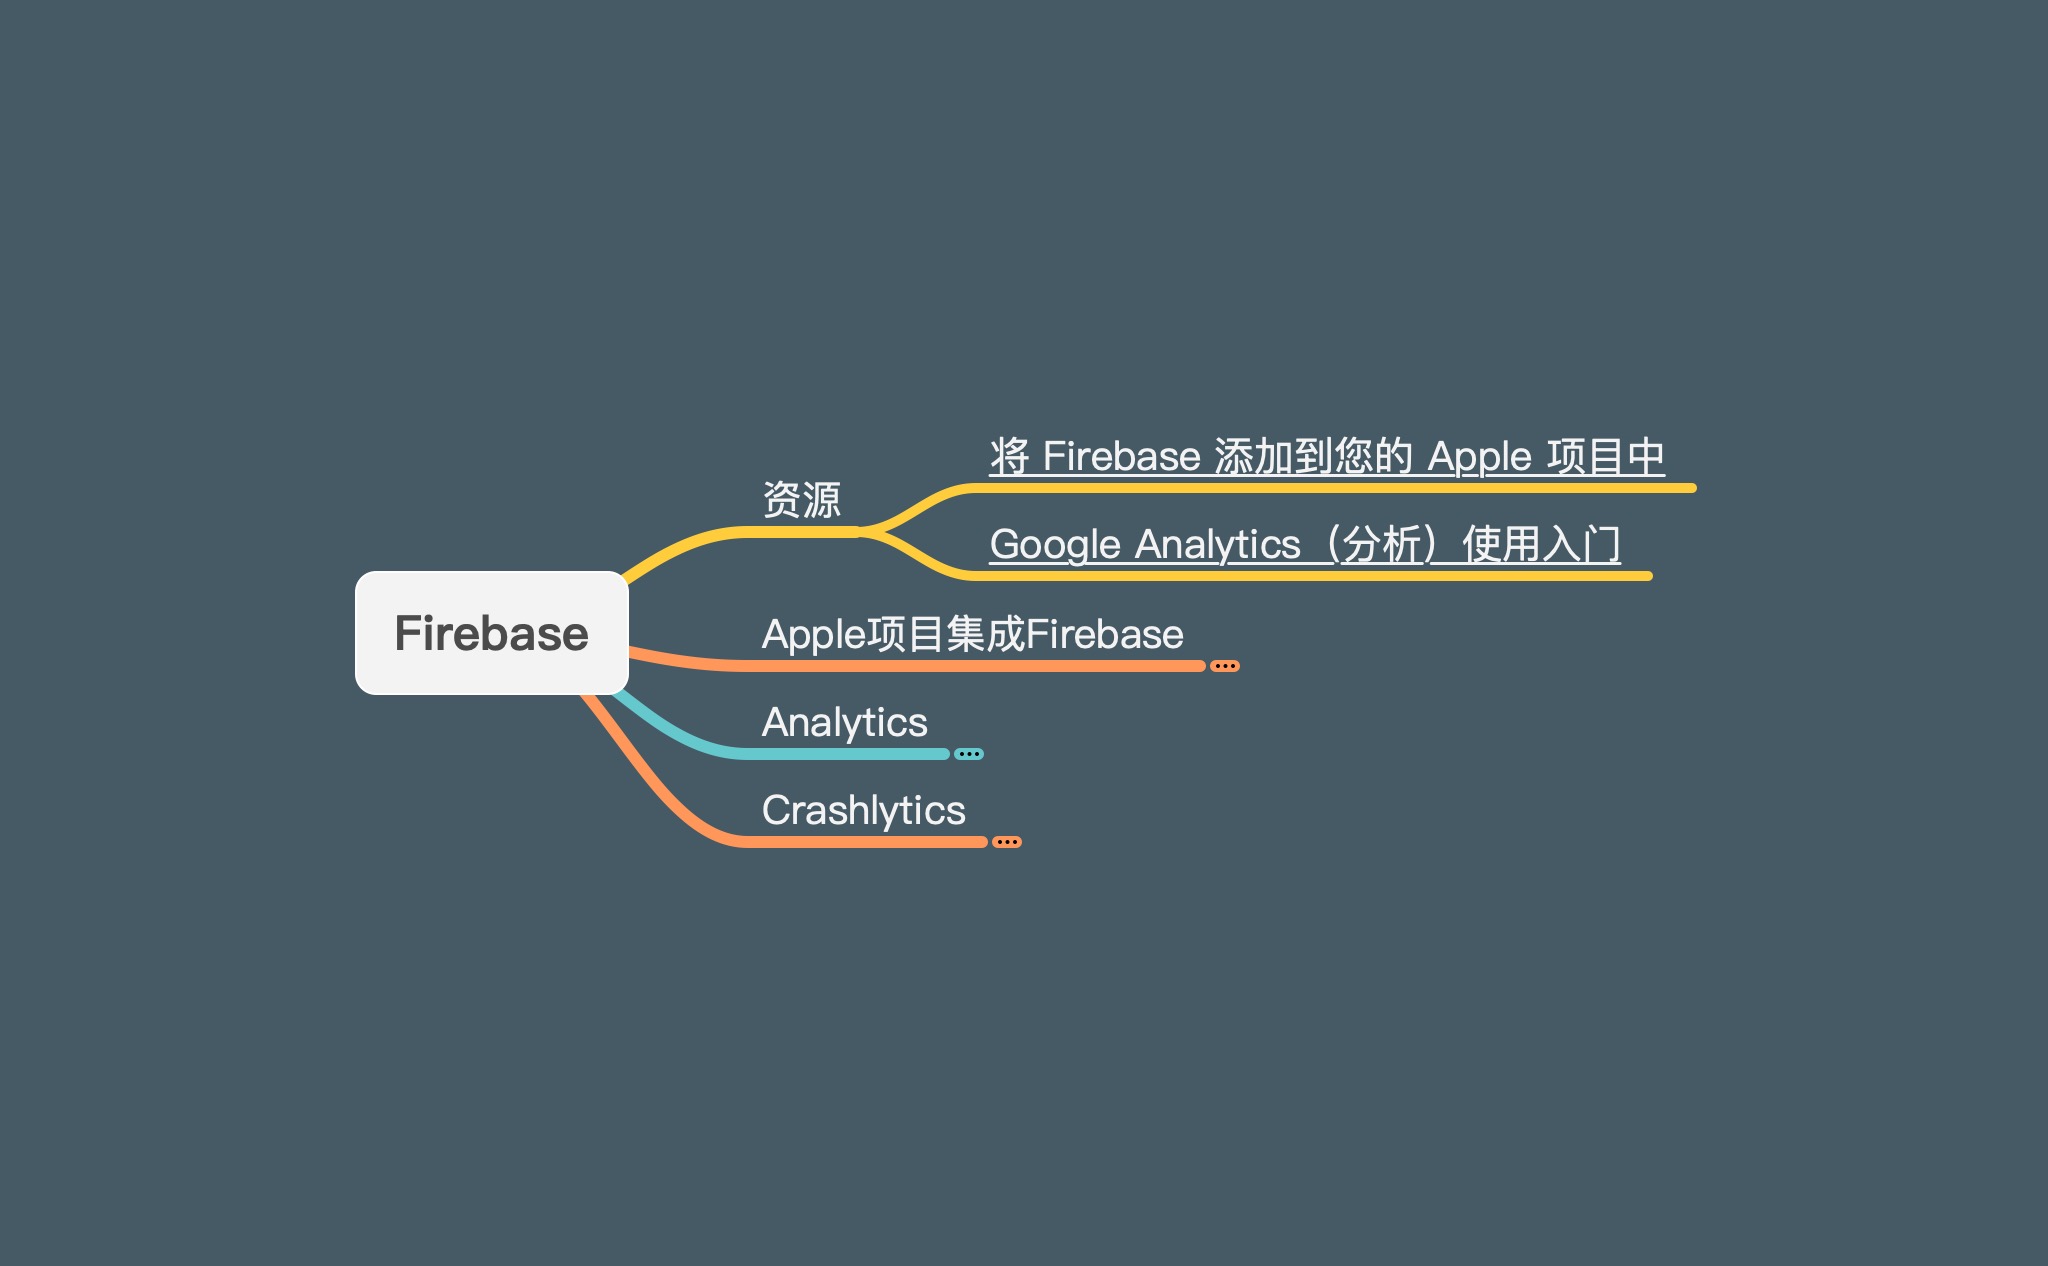 将 Firebase 添加到您的 Apple 项目中
资源
Google Analytics（分析）使用入门
Firebase
Apple项目集成Firebase
Analytics
Crashlytics